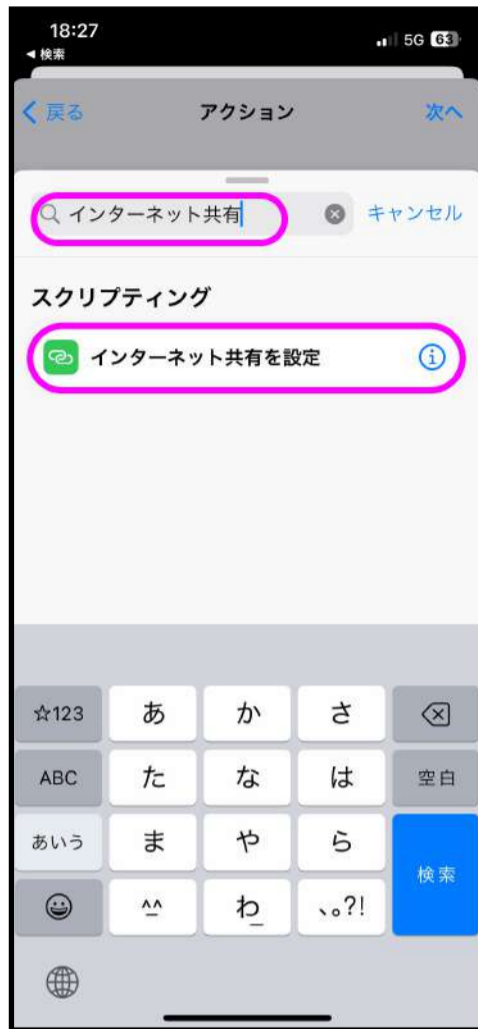 18:27
5G 63
◀ 検索
戻る
アクション
次へ
インターネット共有
キャンセル
スクリプティング
インターネット共有を設定
☆123
あ
か
さ
ABC
た
な
は
空白
あいう
ま
や
ら
検索
^^
わ
、。?!